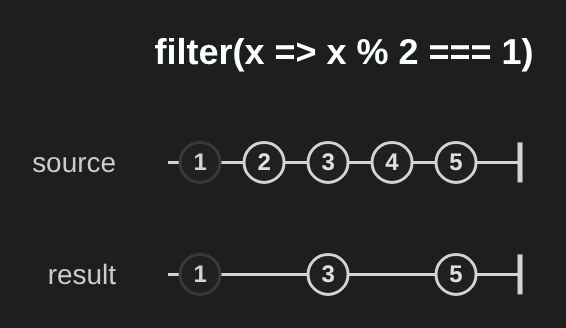 filter(x => x % 2 === 1)
source 1 2 3 4 5
result 1 3 5